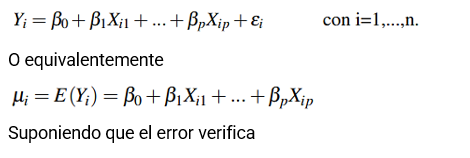 Yᵢ = β₀ + β₁Xᵢ₁ + ... + βₚXᵢₚ + εᵢ con i=1,...,n.
O equivalentemente
μᵢ = E(Yᵢ) = β₀ + β₁Xᵢ₁ + ... + βₚXᵢₚ
Suponiendo que el error verifica